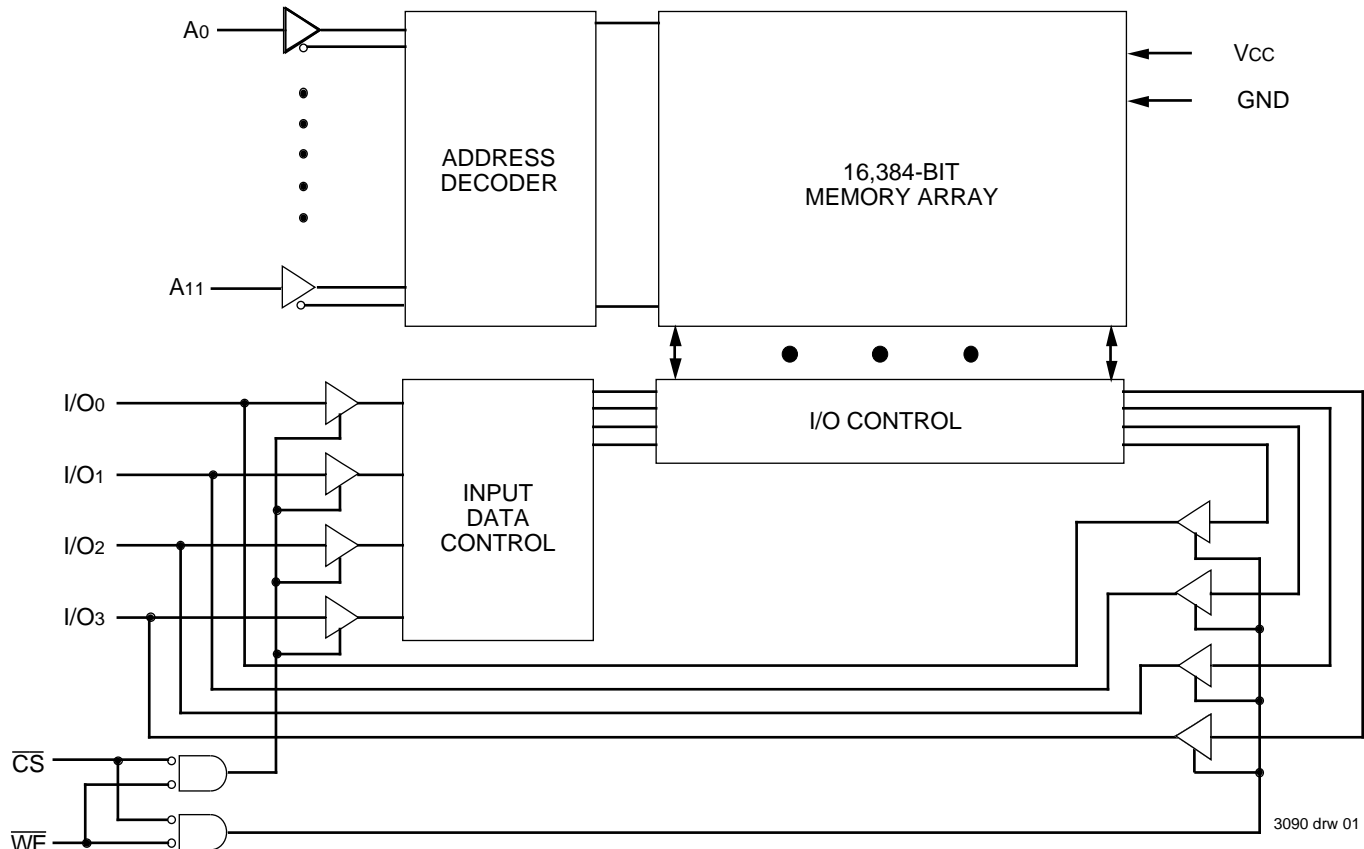 A0
VCC
GND
ADDRESS
DECODER
16,384-BIT
MEMORY ARRAY
A11
I/O0
I/O1
I/O2
I/O3
INPUT
DATA
CONTROL
I/O CONTROL
CS
WE
3090 drw 01